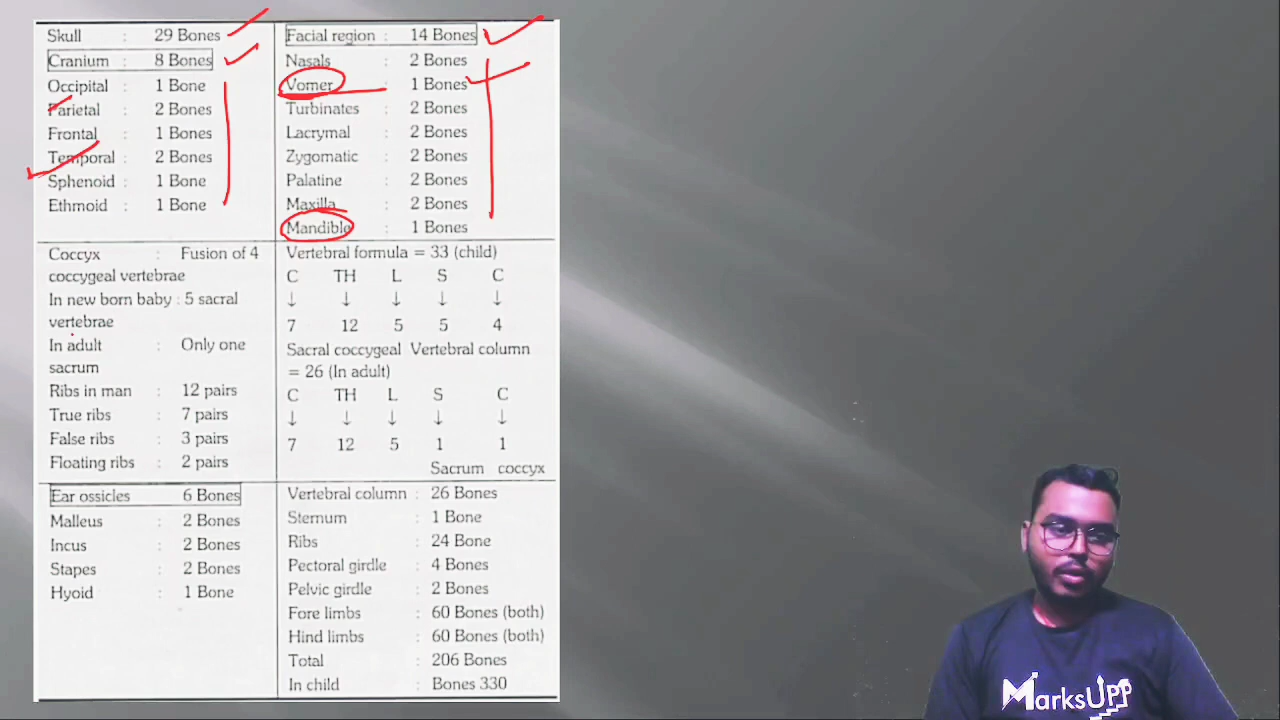 Skull : 29 Bones
Cranium : 8 Bones
Occipital : 1 Bone
Parietal : 2 Bones
Frontal : 1 Bones
Temporal : 2 Bones
Sphenoid : 1 Bone
Ethmoid : 1 Bone
Facial region : 14 Bones
Nasals : 2 Bones
Vomer : 1 Bones
Turbinates : 2 Bones
Lacrymal : 2 Bones
Zygomatic : 2 Bones
Palatine : 2 Bones
Maxilla : 2 Bones
Mandible : 1 Bones
Coccyx : Fusion of 4
coccygeal vertebrae
In new born baby : 5 sacral
vertebrae
In adult : Only one
sacrum
Ribs in man : 12 pairs
True ribs : 7 pairs
False ribs : 3 pairs
Floating ribs : 2 pairs
Vertebral formula = 33 (child)
C TH L S C
↓ ↓ ↓ ↓ ↓
7 12 5 5 4
Sacral coccygeal Vertebral column
= 26 (In adult)
C TH L S C
↓ ↓ ↓ ↓ ↓
7 12 5 1 1
Sacrum coccyx
Ear ossicles 6 Bones
Malleus : 2 Bones
Incus : 2 Bones
Stapes : 2 Bones
Hyoid : 1 Bone
Vertebral column : 26 Bones
Sternum : 1 Bone
Ribs : 24 Bone
Pectoral girdle : 4 Bones
Pelvic girdle : 2 Bones
Fore limbs : 60 Bones (both)
Hind limbs : 60 Bones (both)
Total : 206 Bones
In child : Bones 330
MarksUPP